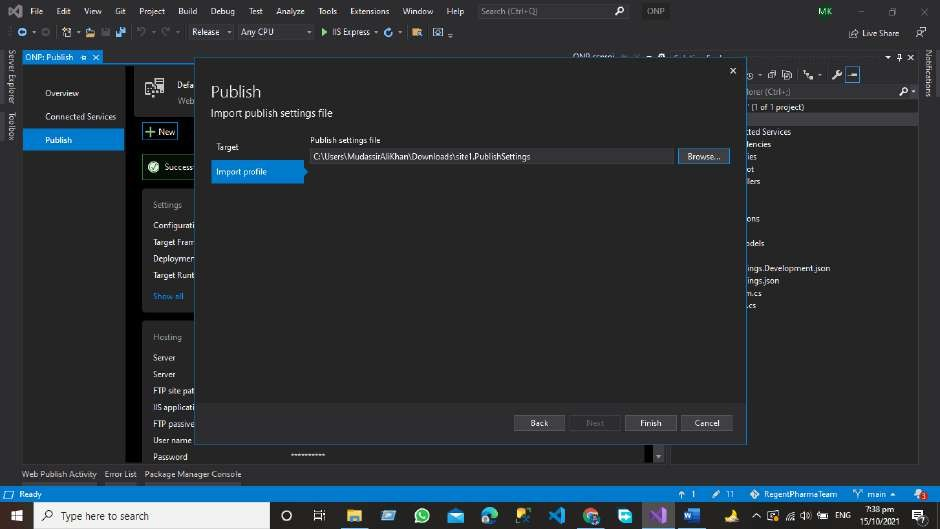 File Edit View Git Project Build Debug Test Analyze Tools Extensions Window Help Search (Ctrl+Q) ONP MK
Release Any CPU IIS Express Live Share
ONP: Publish
Server Explorer
Toolbox
Notifications
Overview
Connected Services
Publish
Defa
Web
New
Success
Settings
Configurati
Target Fram
Deploymen
Target Runt
Show all
Hosting
Server
Server
FTP site pat
IIS applicati
FTP passive
User name
Password **********
Publish
Import publish settings file
Target
Import profile
Publish settings file
C:\Users\MudassirAliKhan\Downloads\site1.PublishSettings
Browse...
Back Next Finish Cancel
lorer (Ctrl+;)
' (1 of 1 project)
cted Services
dencies
ies
ot
llers
ons
odels
ings.Development.json
ings.json
m.cs
.cs
Web Publish Activity Error List Package Manager Console
Ready 1 11 RegentPharmaTeam main 3
Type here to search
ENG
7:38 pm
15/10/2021
7